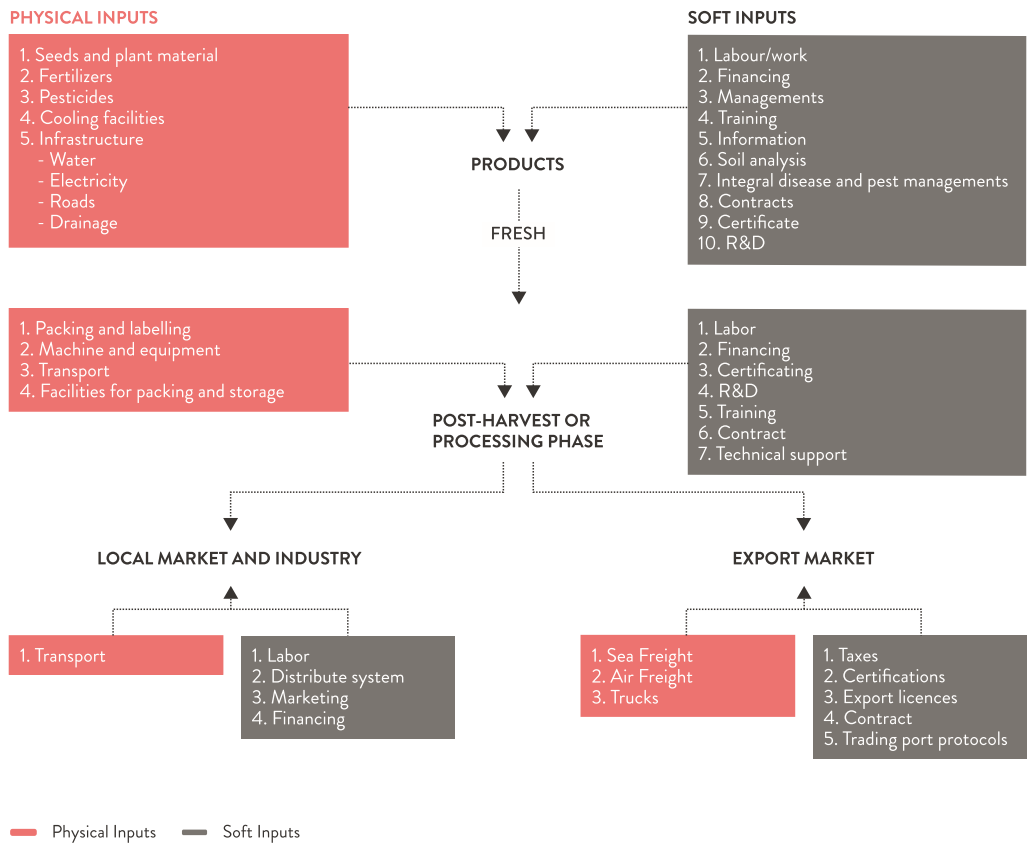 PHYSICAL INPUTS
1. Seeds and plant material
2. Fertilizers
3. Pesticides
4. Cooling facilities
5. Infrastructure
- Water
- Electricity
- Roads
- Drainage
SOFT INPUTS
1. Labour/work
2. Financing
3. Managements
4. Training
5. Information
6. Soil analysis
7. Integral disease and pest managements
8. Contracts
9. Certificate
10. R&D
PRODUCTS
FRESH
1. Packing and labelling
2. Machine and equipment
3. Transport
4. Facilities for packing and storage
1. Labor
2. Financing
3. Certificating
4. R&D
5. Training
6. Contract
7. Technical support
POST-HARVEST OR
PROCESSING PHASE
LOCAL MARKET AND INDUSTRY
EXPORT MARKET
1. Transport
1. Labor
2. Distribute system
3. Marketing
4. Financing
1. Sea Freight
2. Air Freight
3. Trucks
1. Taxes
2. Certifications
3. Export licences
4. Contract
5. Trading port protocols
Physical Inputs
Soft Inputs